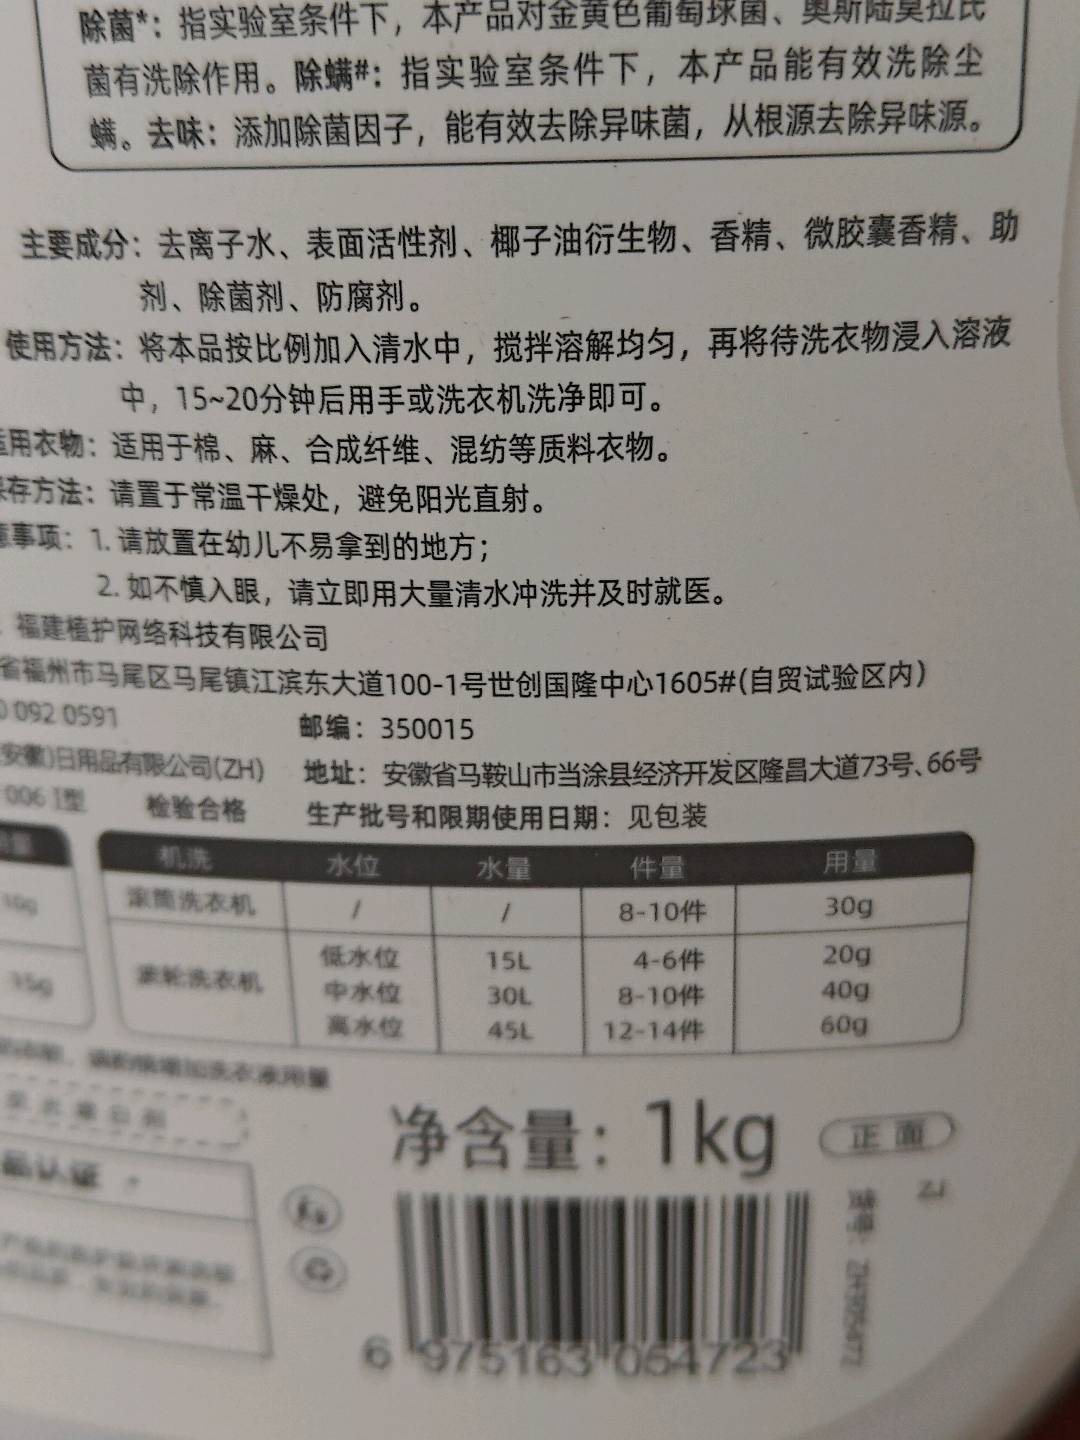 除菌*：指实验室条件下，本产品对金黄色葡萄球菌、奥斯陆莫拉氏
菌有洗除作用。除螨#：指实验室条件下，本产品能有效洗除尘
螨。去味：添加除菌因子，能有效去除异味菌，从根源去除异味源。
主要成分：去离子水、表面活性剂、椰子油衍生物、香精、微胶囊香精、助
剂、除菌剂、防腐剂。
使用方法：将本品按比例加入清水中，搅拌溶解均匀，再将待洗衣物浸入溶液
中，15~20分钟后用手或洗衣机洗净即可。
适用衣物：适用于棉、麻、合成纤维、混纺等质料衣物。
保存方法：请置于常温干燥处，避免阳光直射。
意事项：1. 请放置在幼儿不易拿到的地方；
2. 如不慎入眼，请立即用大量清水冲洗并及时就医。
福建植护网络科技有限公司
省福州市马尾区马尾镇江滨东大道100-1号世创国隆中心1605#(自贸试验区内)
0 092 0591 邮编：350015
(安徽)日用品有限公司(ZH) 地址：安徽省马鞍山市当涂县经济开发区隆昌大道73号、66号
006 I型 检验合格 生产批号和限期使用日期：见包装
机洗 水位 水量 件量 用量
滚筒洗衣机 / / 8-10件 30g
低水位 15L 4-6件 20g
波轮洗衣机 中水位 30L 8-10件 40g
高水位 45L 12-14件 60g
净含量：1kg
正面
ZJ
货号：ZH305472
6 975163 054723